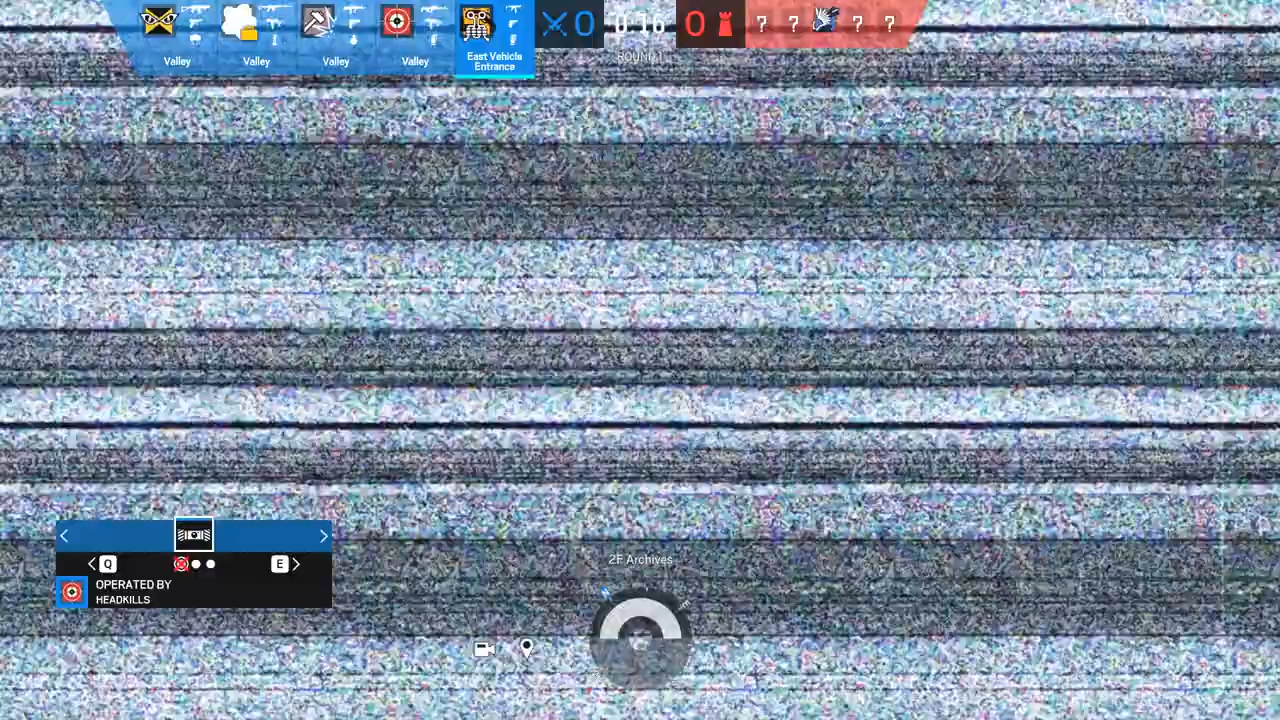 Valley
Valley
Valley
Valley
East Vehicle
Entrance
0
0:16
0
? ? ? ?
ROUND 1
2F Archives
Q
E
OPERATED BY
HEADKILLS
N